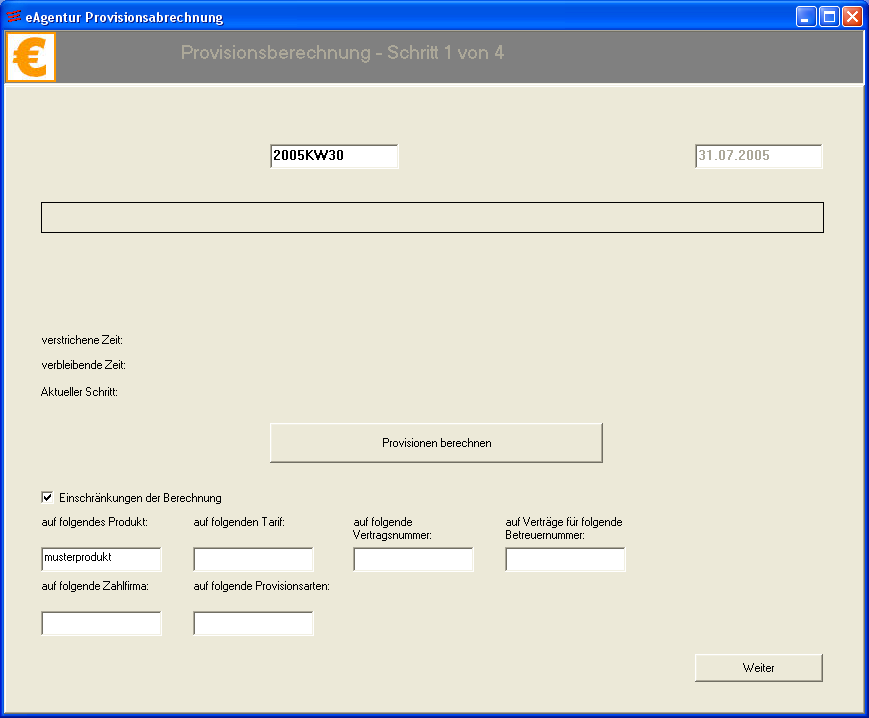 eAgentur Provisionsabrechnung
€
Provisionsberechnung - Schritt 1 von 4
2005KW30
31.07.2005
verstrichene Zeit:
verbleibende Zeit:
Aktueller Schritt:
Provisionen berechnen
Einschränkungen der Berechnung
auf folgendes Produkt:
auf folgenden Tarif:
auf folgende
Vertragsnummer:
auf Verträge für folgende
Betreuernummer:
musterprodukt
auf folgende Zahlfirma:
auf folgende Provisionsarten:
Weiter